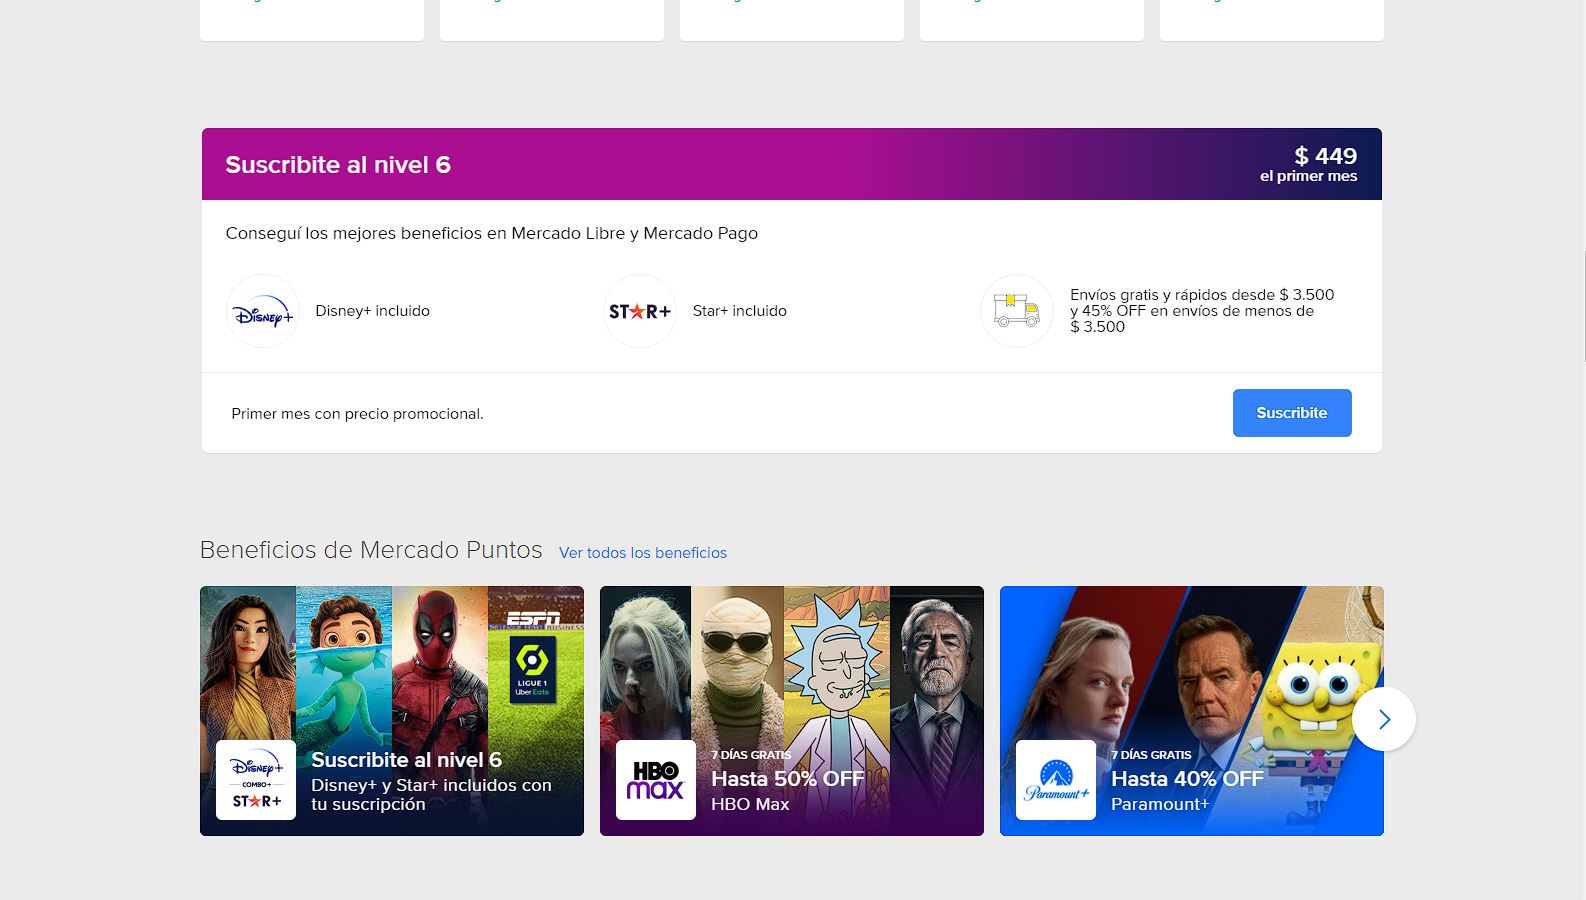 Suscribite al nivel 6
$ 449
el primer mes
Conseguí los mejores beneficios en Mercado Libre y Mercado Pago
Disney+
Disney+ incluido
STAR+
Star+ incluido
Envíos gratis y rápidos desde $ 3.500
y 45% OFF en envíos de menos de
$ 3.500
Primer mes con precio promocional.
Suscribite
Beneficios de Mercado Puntos
Ver todos los beneficios
ESPN
LIGUE 1
Uber Eats
Disney+
COMBO+
STAR+
Suscribite al nivel 6
Disney+ y Star+ incluidos con
tu suscripción
HBO
max
7 DÍAS GRATIS
Hasta 50% OFF
HBO Max
Paramount+
7 DÍAS GRATIS
Hasta 40% OFF
Paramount+